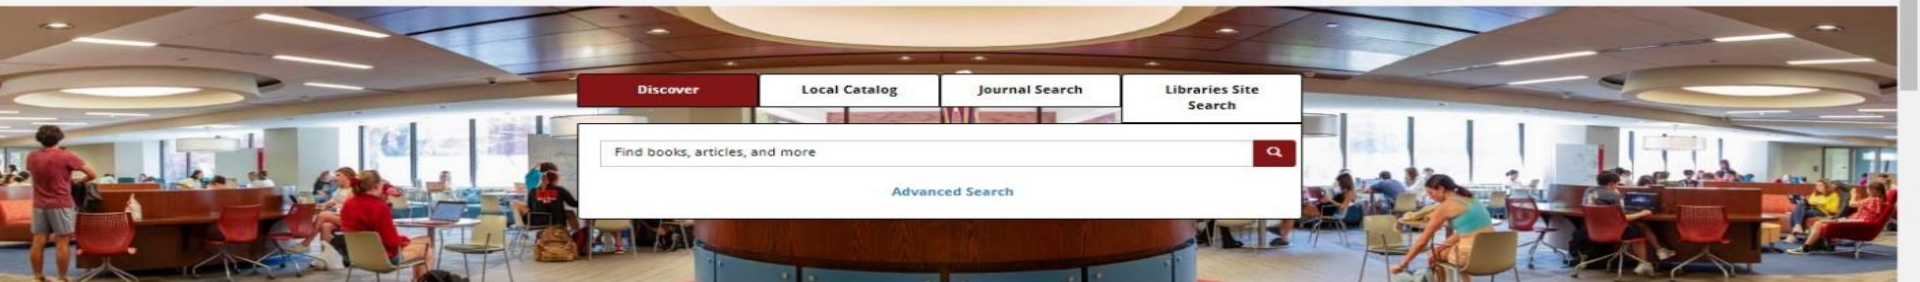 Discover
Local Catalog
Journal Search
Libraries Site
Search
Find books, articles, and more
Advanced Search